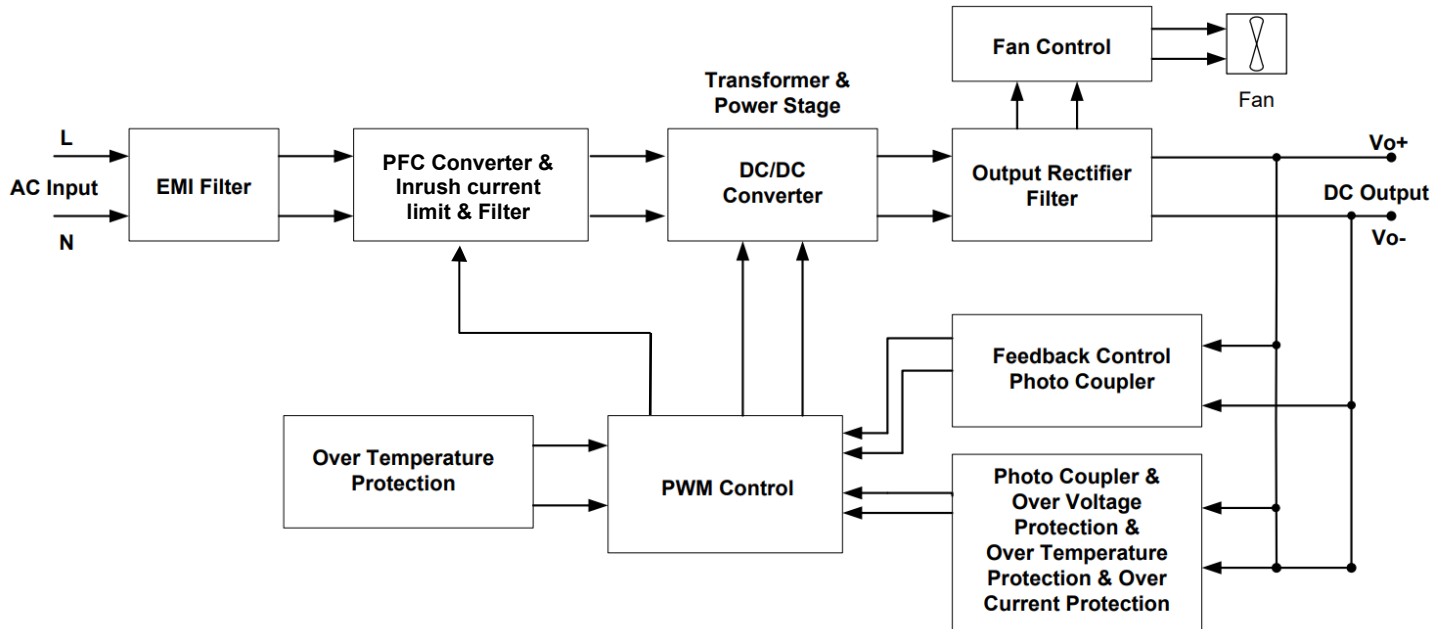 Fan Control
Fan
Transformer &
Power Stage
L
AC Input
N
EMI Filter
PFC Converter &
Inrush current
limit & Filter
DC/DC
Converter
Output Rectifier
Filter
Vo+
DC Output
Vo-
Feedback Control
Photo Coupler
Over Temperature
Protection
PWM Control
Photo Coupler &
Over Voltage
Protection &
Over Temperature
Protection & Over
Current Protection